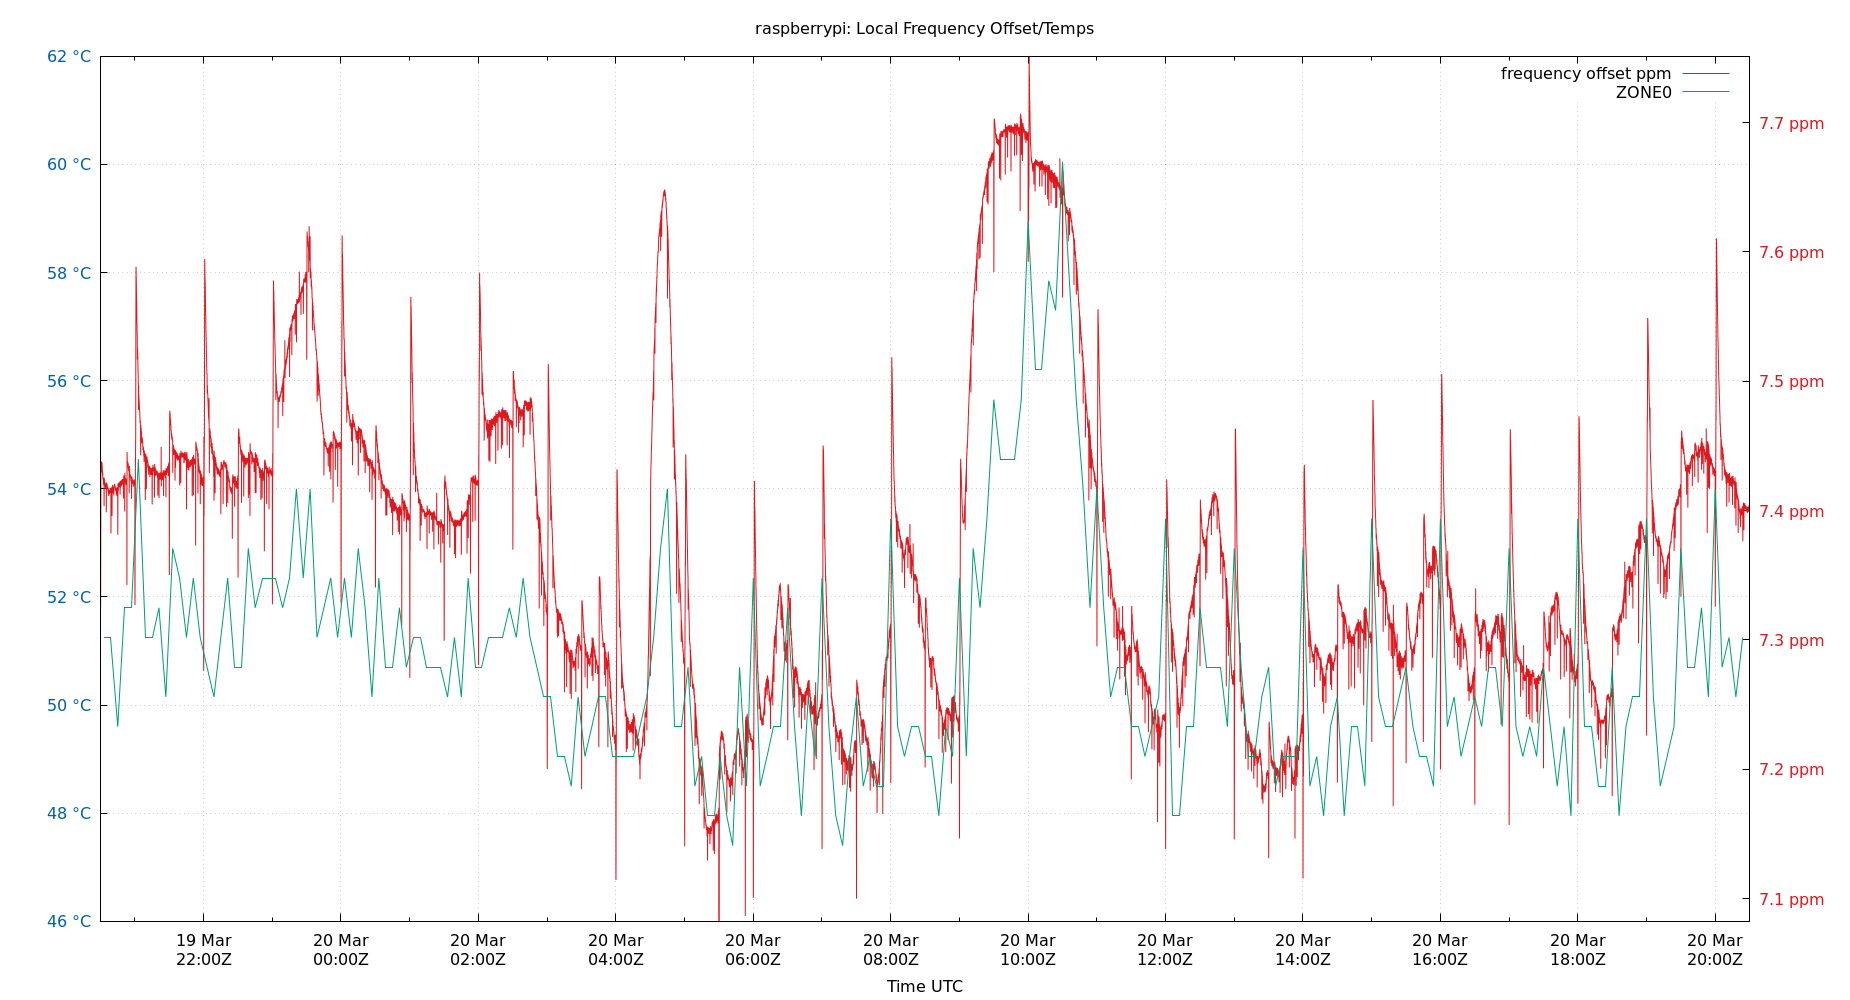 raspberrypi: Local Frequency Offset/Temps
frequency offset ppm
ZONE0
62 °C
60 °C
58 °C
56 °C
54 °C
52 °C
50 °C
48 °C
46 °C
7.7 ppm
7.6 ppm
7.5 ppm
7.4 ppm
7.3 ppm
7.2 ppm
7.1 ppm
19 Mar
22:00Z
20 Mar
00:00Z
20 Mar
02:00Z
20 Mar
04:00Z
20 Mar
06:00Z
20 Mar
08:00Z
20 Mar
10:00Z
20 Mar
12:00Z
20 Mar
14:00Z
20 Mar
16:00Z
20 Mar
18:00Z
20 Mar
20:00Z
Time UTC